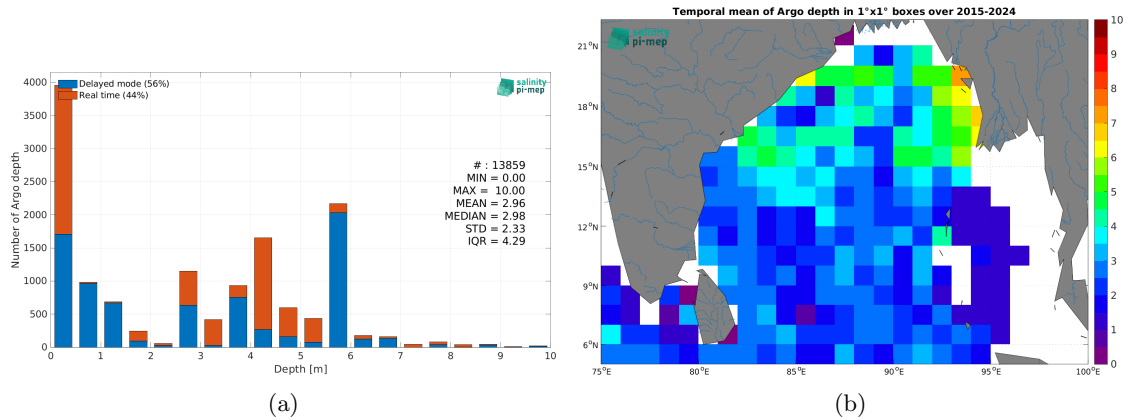 Delayed mode (56%)
Real time (44%)
salinity
pi-mep
# : 13859
MIN = 0.00
MAX = 10.00
MEAN = 2.96
MEDIAN = 2.98
STD = 2.33
IQR = 4.29
Number of Argo depth
4000
3500
3000
2500
2000
1500
1000
500
0
0 1 2 3 4 5 6 7 8 9 10
Depth [m]
(a)
Temporal mean of Argo depth in 1°x1° boxes over 2015-2024
salinity
pi-mep
21°N
18°N
15°N
12°N
9°N
6°N
75°E 80°E 85°E 90°E 95°E 100°E
10
9
8
7
6
5
4
3
2
1
0
(b)